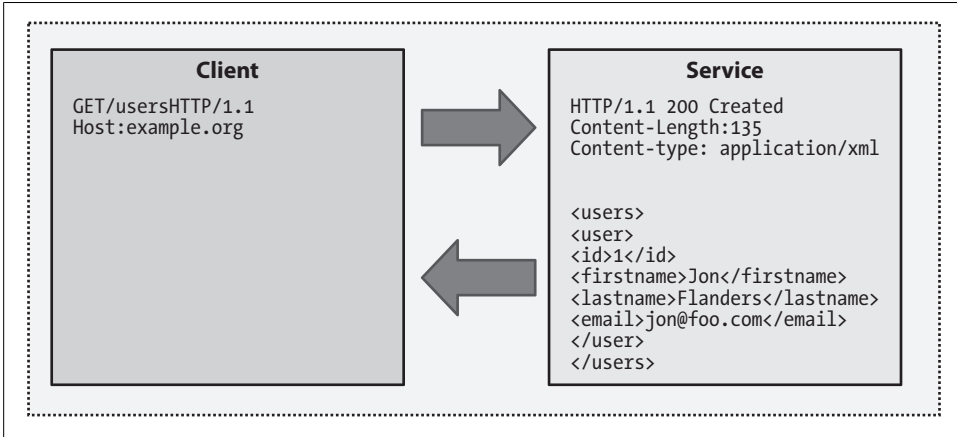 Client
GET/usersHTTP/1.1
Host:example.org
Service
HTTP/1.1 200 Created
Content-Length:135
Content-type: application/xml
<users>
<user>
<id>1</id>
<firstname>Jon</firstname>
<lastname>Flanders</lastname>
<email>jon@foo.com</email>
</user>
</users>